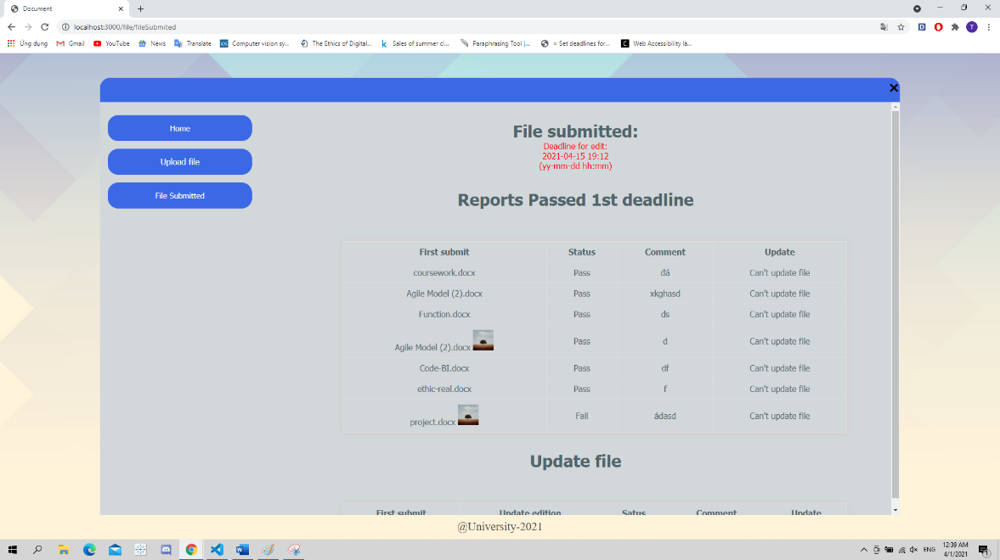 Document
localhost:3000/file/fileSubmited
Ứng dụng Gmail YouTube News Translate Computer vision sy... The Ethics of Digital... Sales of summer cl... Paraphrasing Tool |... × Set deadlines for... Web Accessibility là...
Home
Upload file
File Submitted
File submitted:
Deadline for edit:
2021-04-15 19:12
(yy-mm-dd hh:mm)
Reports Passed 1st deadline
First submit Status Comment Update
coursework.docx Pass đá Can't update file
Agile Model (2).docx Pass xkghasd Can't update file
Function.docx Pass ds Can't update file
Agile Model (2).docx Pass d Can't update file
Code-BI.docx Pass df Can't update file
ethic-real.docx Pass f Can't update file
project.docx Fail ádasd Can't update file
Update file
First submit Update edition Satus Comment Update
@University-2021
ENG
12:39 AM
4/1/2021